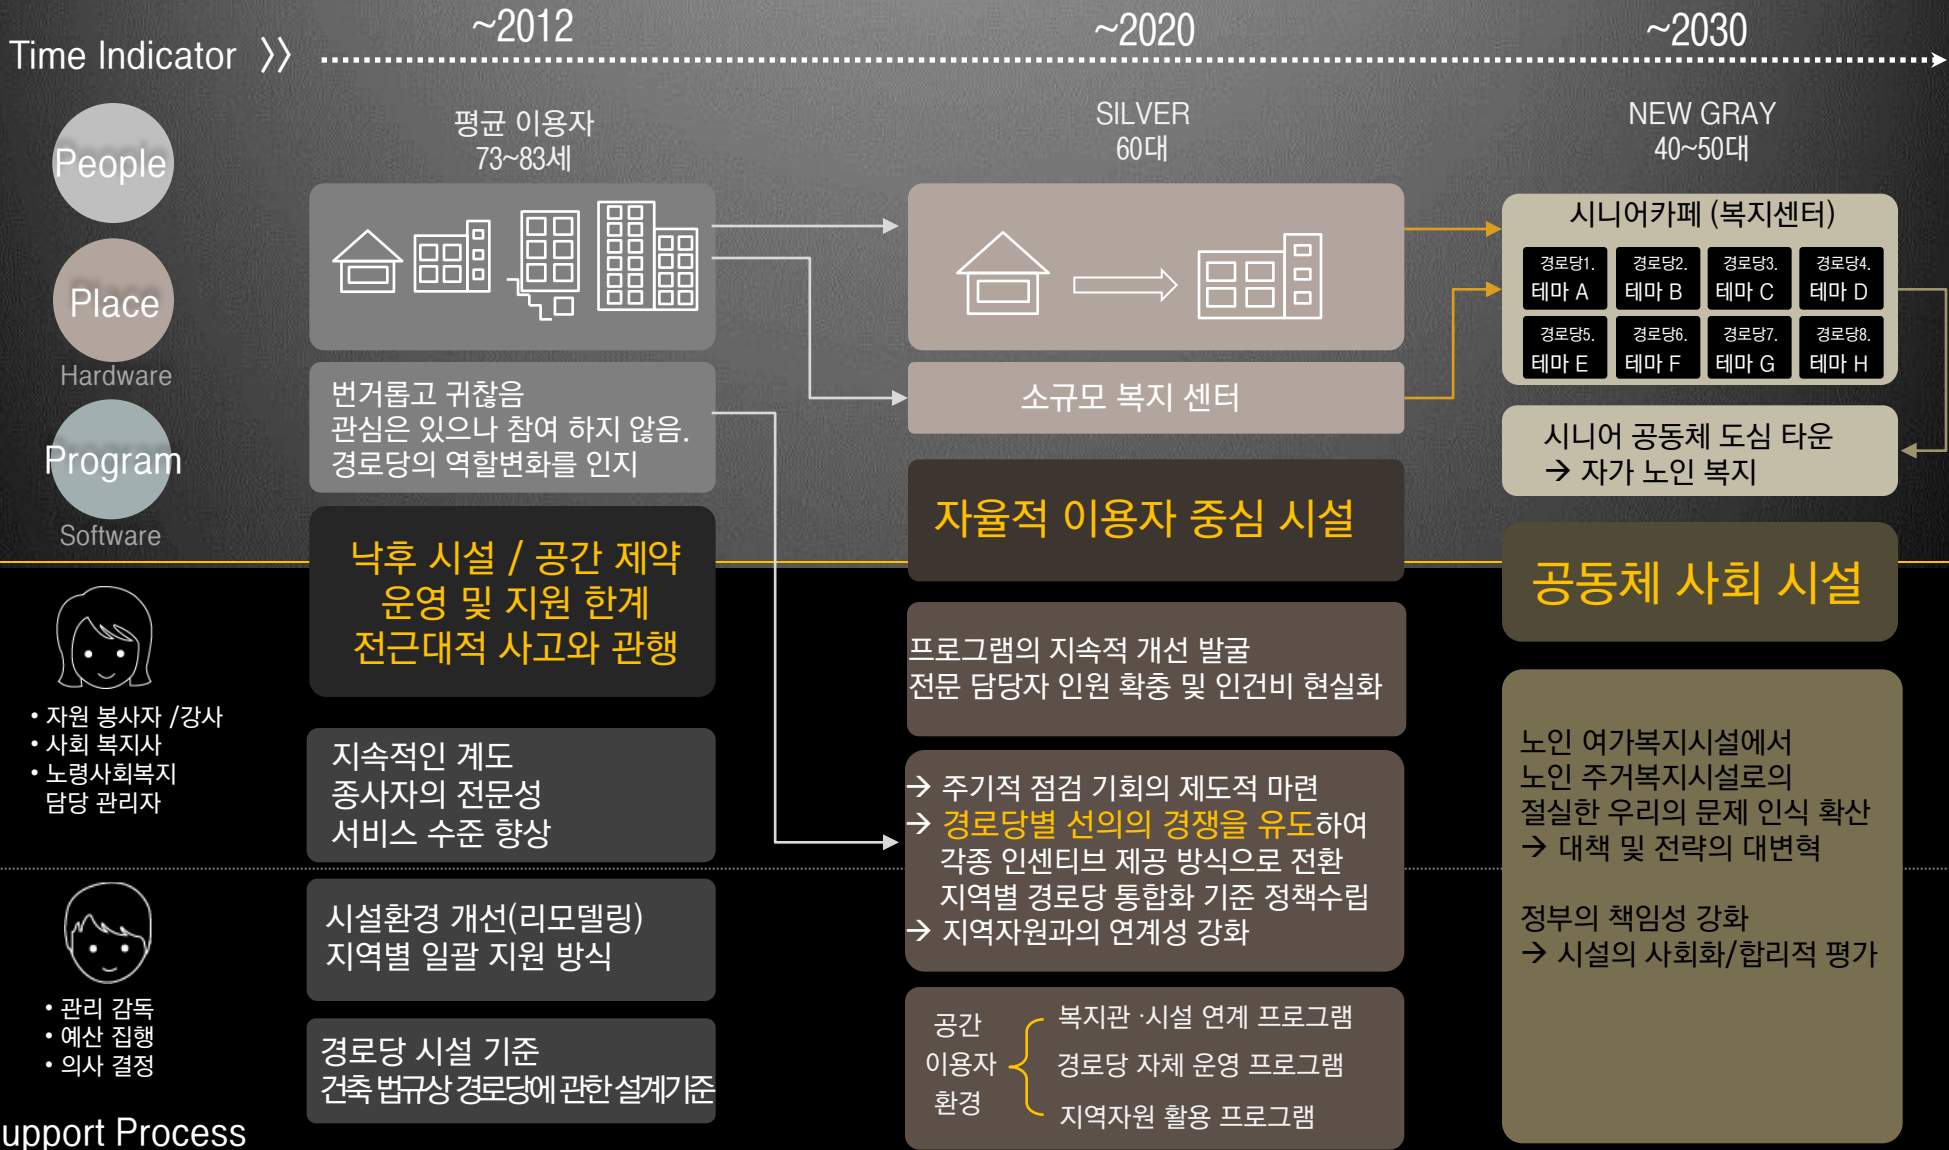 Time Indicator
~2012
~2020
~2030
People
Place
Hardware
Program
Software
평균 이용자
73~83세
SILVER
60대
NEW GRAY
40~50대
번거롭고 귀찮음
관심은 있으나 참여 하지 않음.
경로당의 역할변화를 인지
소규모 복지 센터
시니어카페 (복지센터)
경로당1.
테마 A
경로당2.
테마 B
경로당3.
테마 C
경로당4.
테마 D
경로당5.
테마 E
경로당6.
테마 F
경로당7.
테마 G
경로당8.
테마 H
시니어 공동체 도심 타운
→ 자가 노인 복지
낙후 시설 / 공간 제약
운영 및 지원 한계
전근대적 사고와 관행
자율적 이용자 중심 시설
공동체 사회 시설
• 자원 봉사자 /강사
• 사회 복지사
• 노령사회복지
담당 관리자
지속적인 계도
종사자의 전문성
서비스 수준 향상
프로그램의 지속적 개선 발굴
전문 담당자 인원 확충 및 인건비 현실화
→ 주기적 점검 기회의 제도적 마련
→ 경로당별 선의의 경쟁을 유도하여
각종 인센티브 제공 방식으로 전환
지역별 경로당 통합화 기준 정책수립
→ 지역자원과의 연계성 강화
노인 여가복지시설에서
노인 주거복지시설로의
절실한 우리의 문제 인식 확산
→ 대책 및 전략의 대변혁
정부의 책임성 강화
→ 시설의 사회화/합리적 평가
• 관리 감독
• 예산 집행
• 의사 결정
시설환경 개선(리모델링)
지역별 일괄 지원 방식
경로당 시설 기준
건축 법규상 경로당에 관한 설계기준
공간
이용자
환경
복지관 ·시설 연계 프로그램
경로당 자체 운영 프로그램
지역자원 활용 프로그램
upport Process